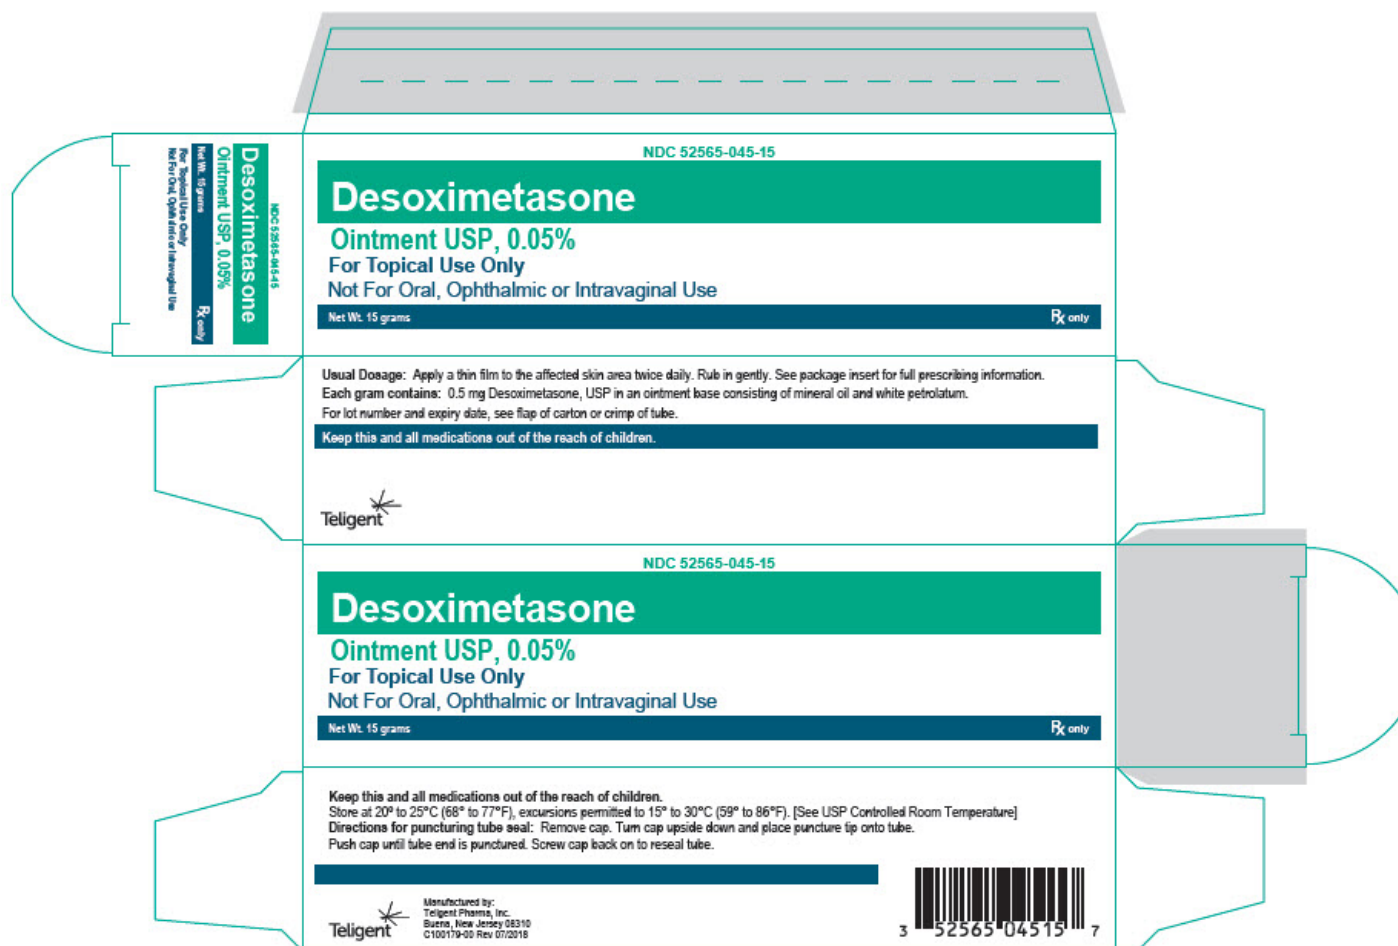 NDC 52565-045-15
Desoximetasone
Ointment USP, 0.05%
Net Wt. 15 grams
Rx only
For Topical Use Only
Not For Oral, Ophthalmic or Intravaginal Use
NDC 52565-045-15
Desoximetasone
Ointment USP, 0.05%
For Topical Use Only
Not For Oral, Ophthalmic or Intravaginal Use
Net Wt. 15 grams
Rx only
Usual Dosage: Apply a thin film to the affected skin area twice daily. Rub in gently. See package insert for full prescribing information.
Each gram contains: 0.5 mg Desoximetasone, USP in an ointment base consisting of mineral oil and white petrolatum.
For lot number and expiry date, see flap of carton or crimp of tube.
Keep this and all medications out of the reach of children.
Teligent
NDC 52565-045-15
Desoximetasone
Ointment USP, 0.05%
For Topical Use Only
Not For Oral, Ophthalmic or Intravaginal Use
Net Wt. 15 grams
Rx only
Keep this and all medications out of the reach of children.
Store at 20° to 25°C (68° to 77°F), excursions permitted to 15° to 30°C (59° to 86°F). [See USP Controlled Room Temperature]
Directions for puncturing tube seal: Remove cap. Turn cap upside down and place puncture tip onto tube.
Push cap until tube end is punctured. Screw cap back on to reseal tube.
Teligent
Manufactured by:
Teligent Pharma, Inc.
Buena, New Jersey 08310
C100179-00 Rev 07/2018
3 52565 04515 7